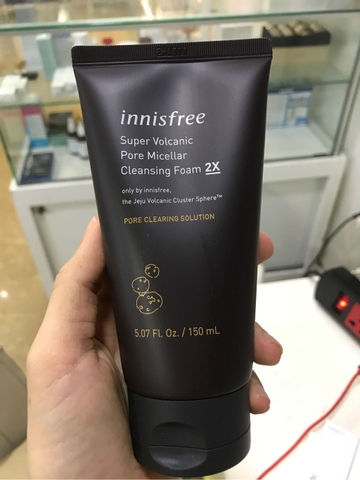 innisfree
Super Volcanic
Pore Micellar
Cleansing Foam 2X
only by innisfree,
the Jeju Volcanic Cluster Sphere™
PORE CLEARING SOLUTION
5.07 Fl. Oz. / 150 mL